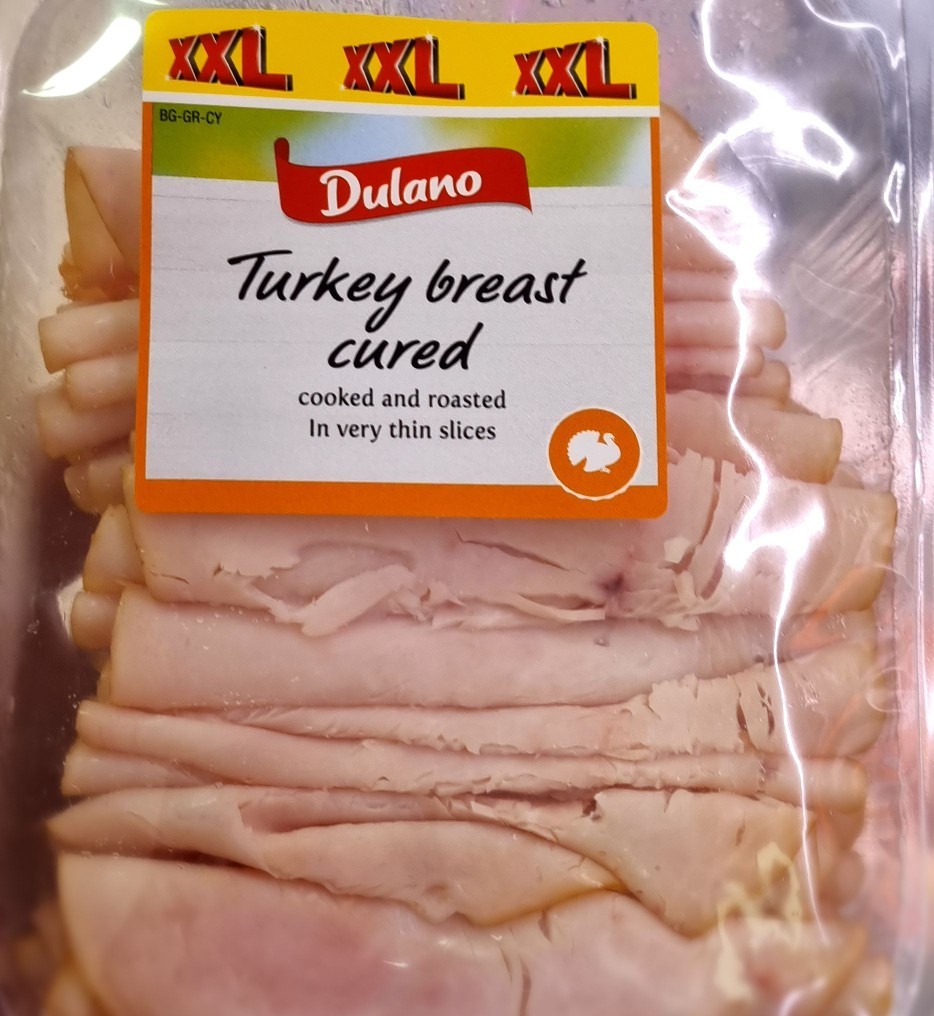 XXL XXL XXL
BG-GR-CY
Dulano
Turkey breast
cured
cooked and roasted
In very thin slices